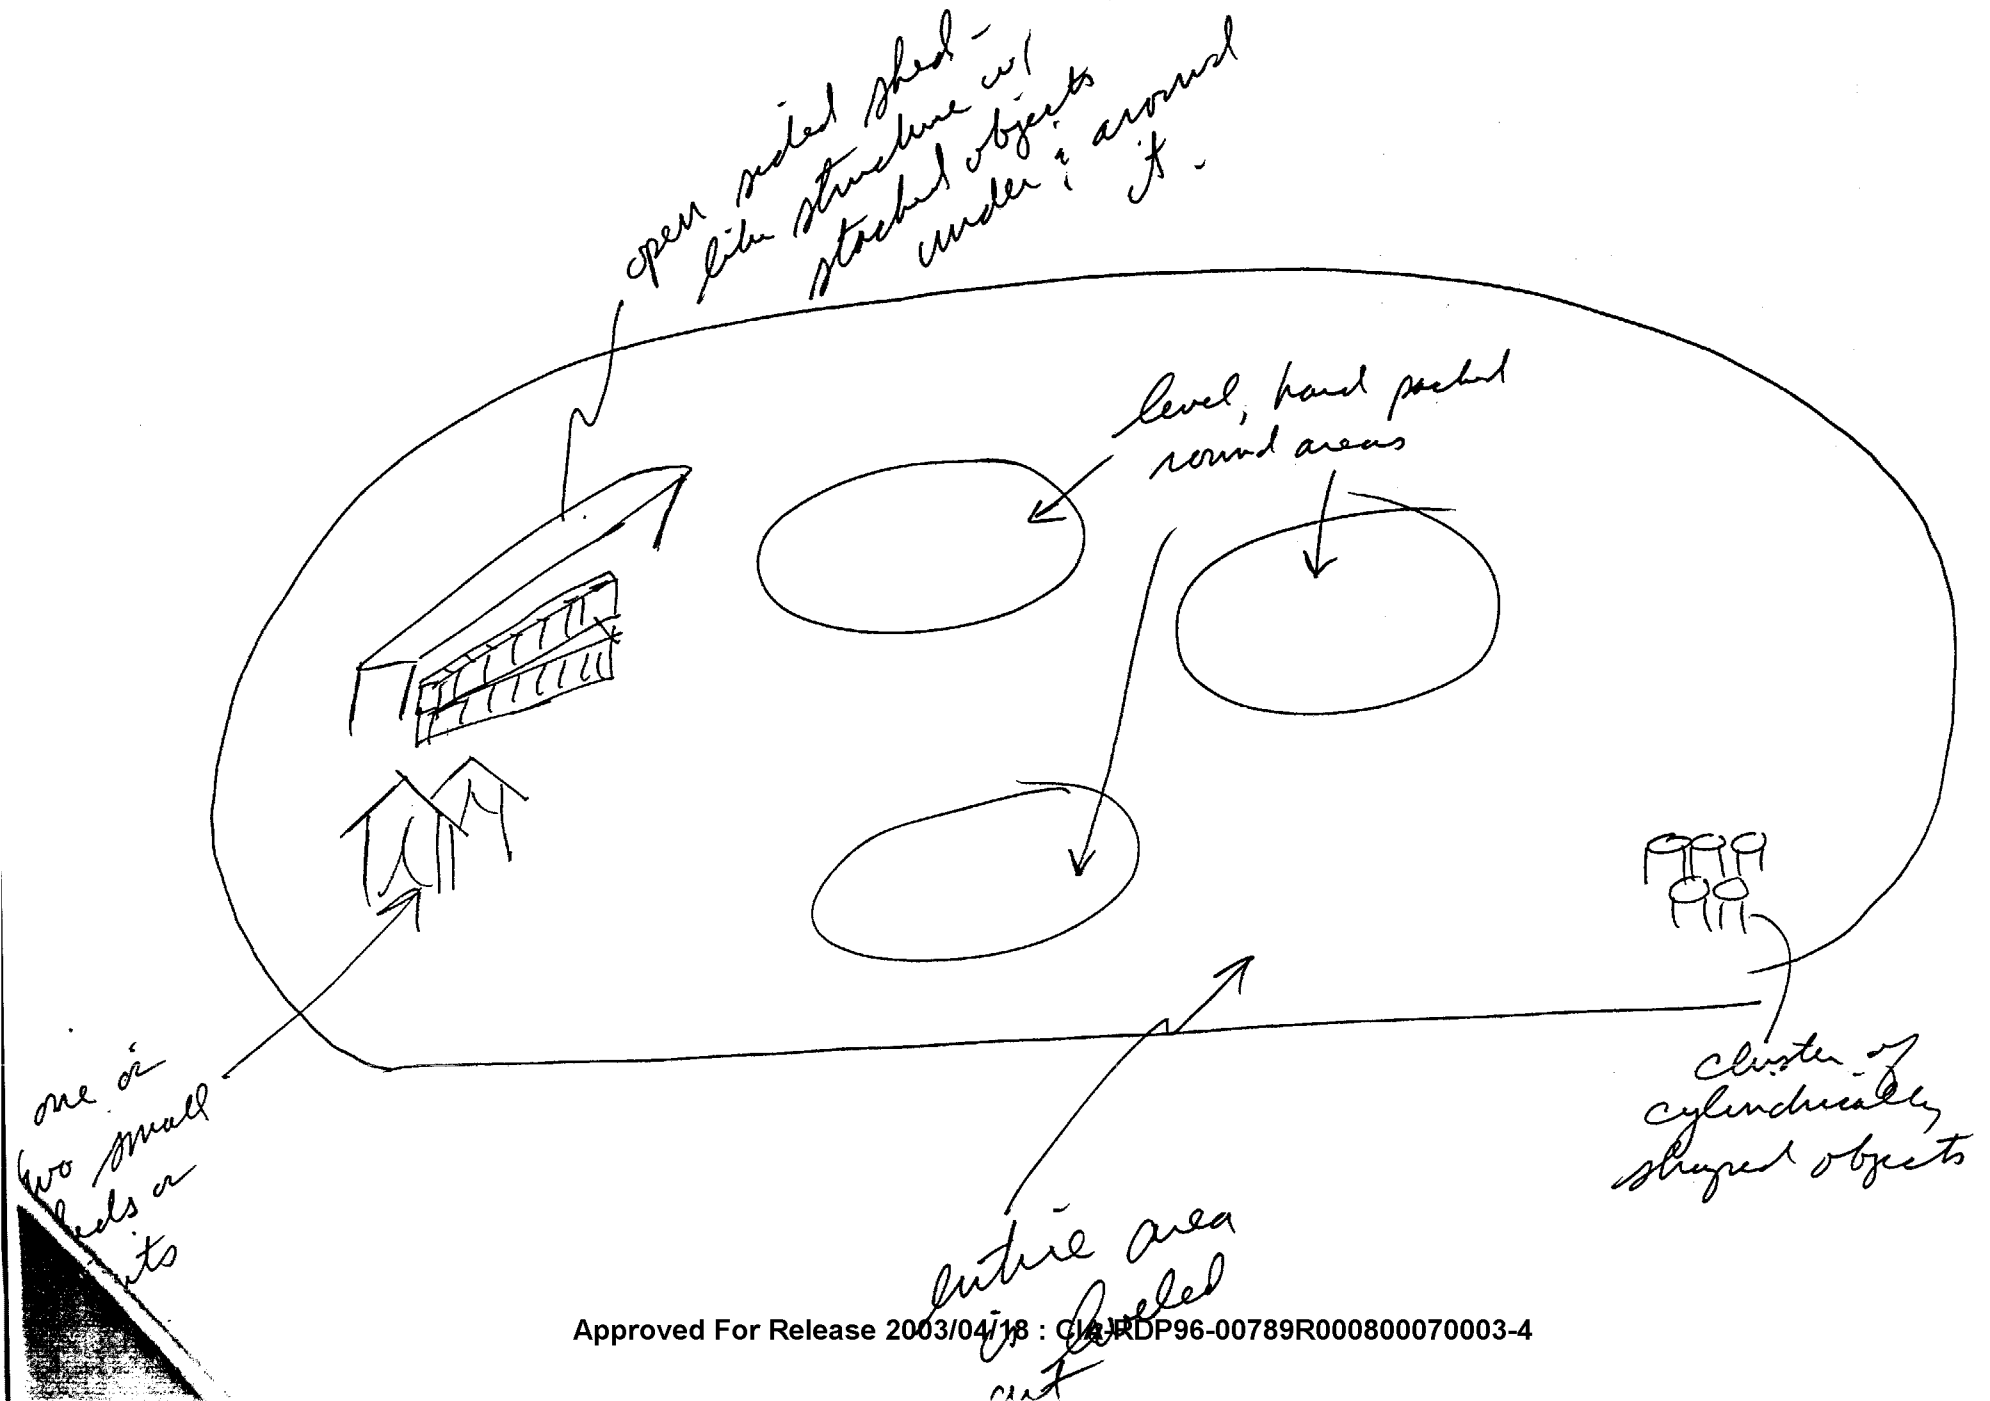 open sided shed-
like structure w/
stacked objects
under & around
it.
level, hard packed
round areas
one or
two small
sheds or
cluster of
cylindrically
shaped objects
entire area
is leveled
out
Approved For Release 2003/04/18 : CIA-RDP96-00789R000800070003-4